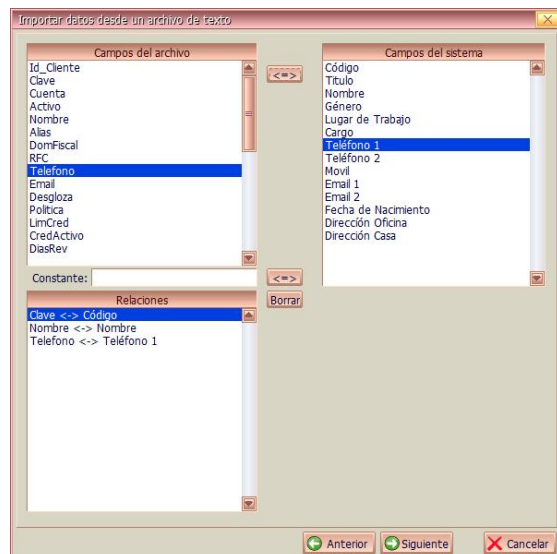 Importar datos desde un archivo de texto
Campos del archivo
Id_Cliente
Clave
Cuenta
Activo
Nombre
Alias
DomFiscal
RFC
Telefono
Email
Desgloza
Politica
LimCred
CredActivo
DiasRev
<=>
Campos del sistema
Código
Titulo
Nombre
Género
Lugar de Trabajo
Cargo
Teléfono 1
Teléfono 2
Movil
Email 1
Email 2
Fecha de Nacimiento
Dirección Oficina
Dirección Casa
Constante:
<=>
Relaciones
Borrar
Clave <-> Código
Nombre <-> Nombre
Telefono <-> Teléfono 1
Anterior
Siguiente
Cancelar